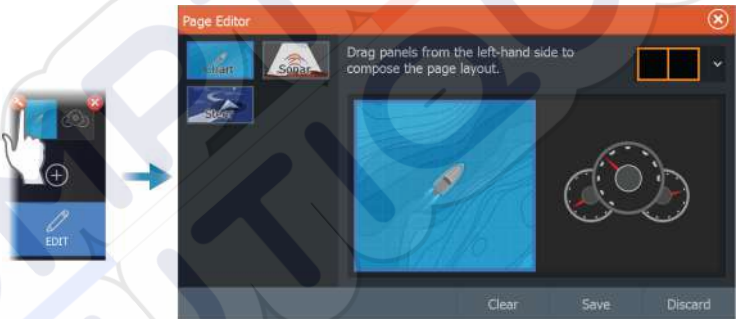 Page Editor
Chart
Sonar
Steer
Drag panels from the left-hand side to
compose the page layout.
EDIT
Clear
Save
Discard